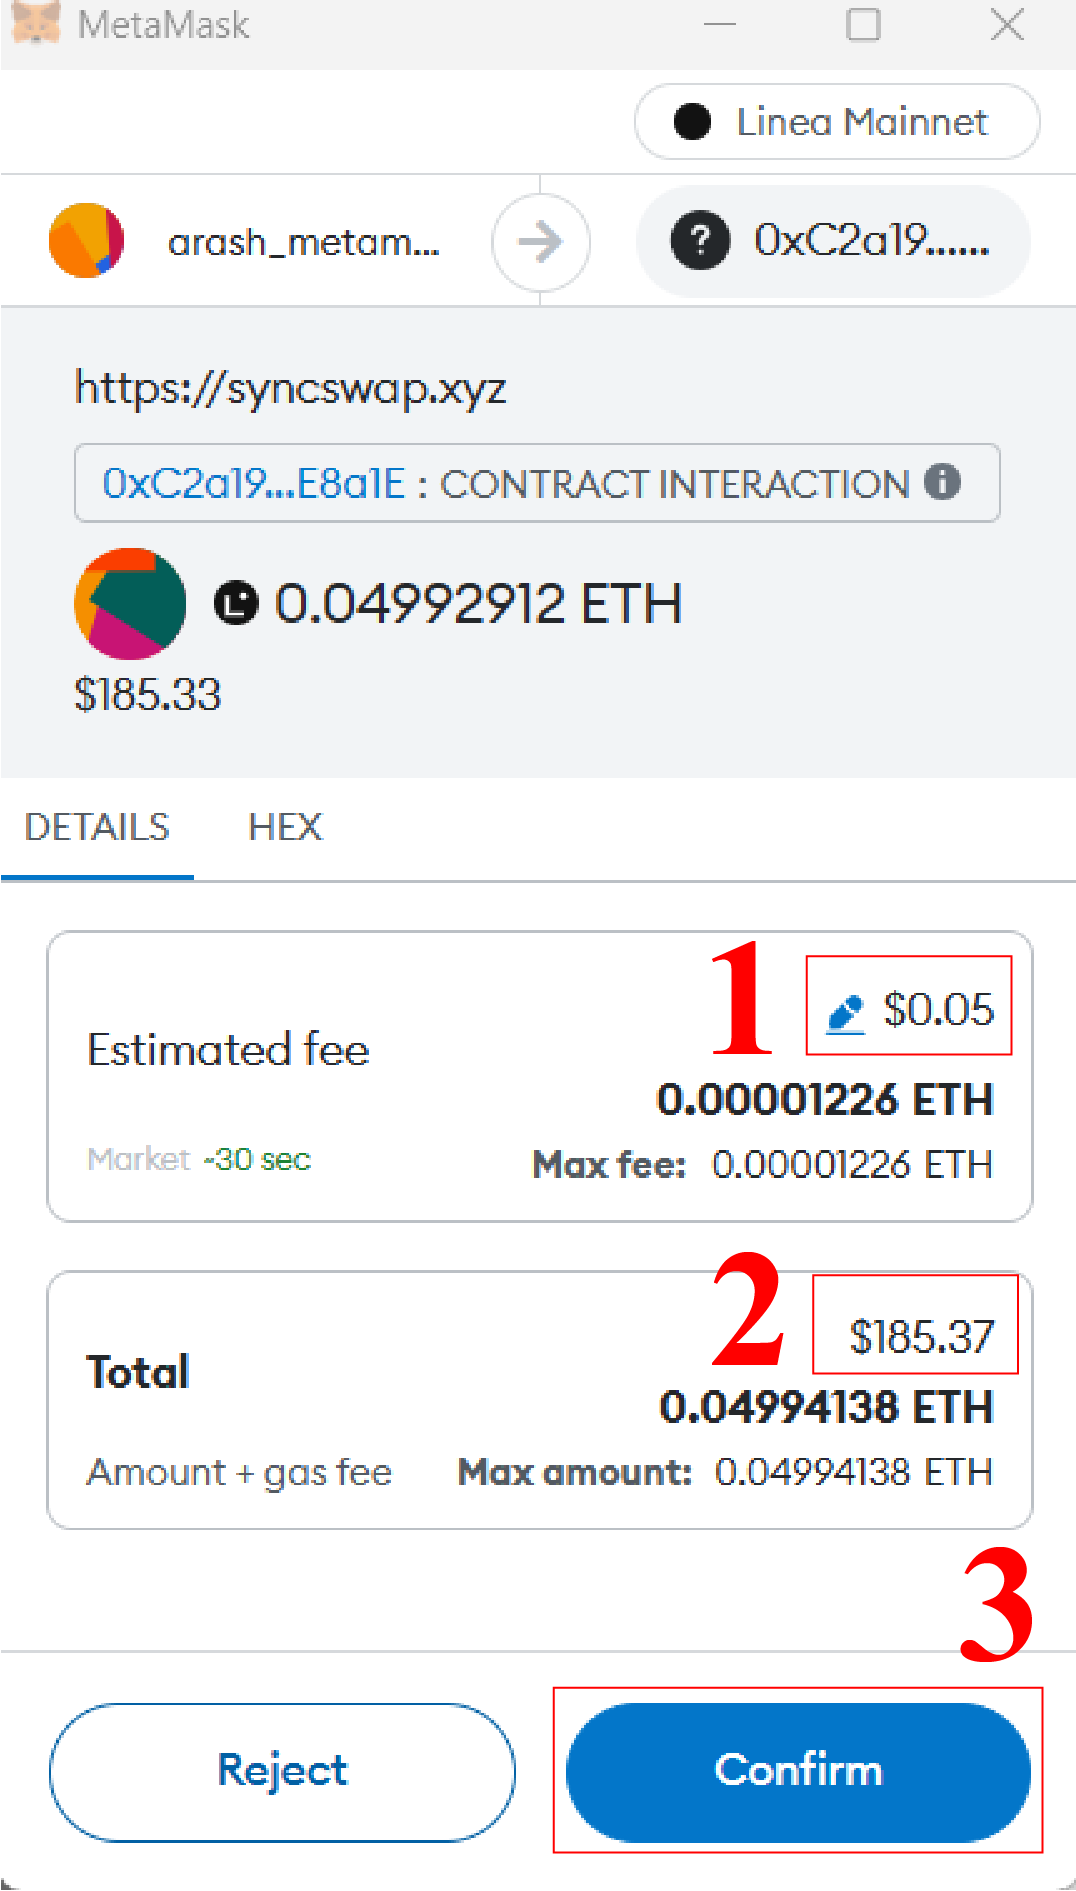 MetaMask
Linea Mainnet
arash_metam...
? 0xC2a19......
https://syncswap.xyz
0xC2a19...E8a1E : CONTRACT INTERACTION
0.04992912 ETH
$185.33
DETAILS HEX
1 $0.05
Estimated fee
0.00001226 ETH
Market ~30 sec Max fee: 0.00001226 ETH
2 $185.37
Total
0.04994138 ETH
Amount + gas fee Max amount: 0.04994138 ETH
3
Reject Confirm